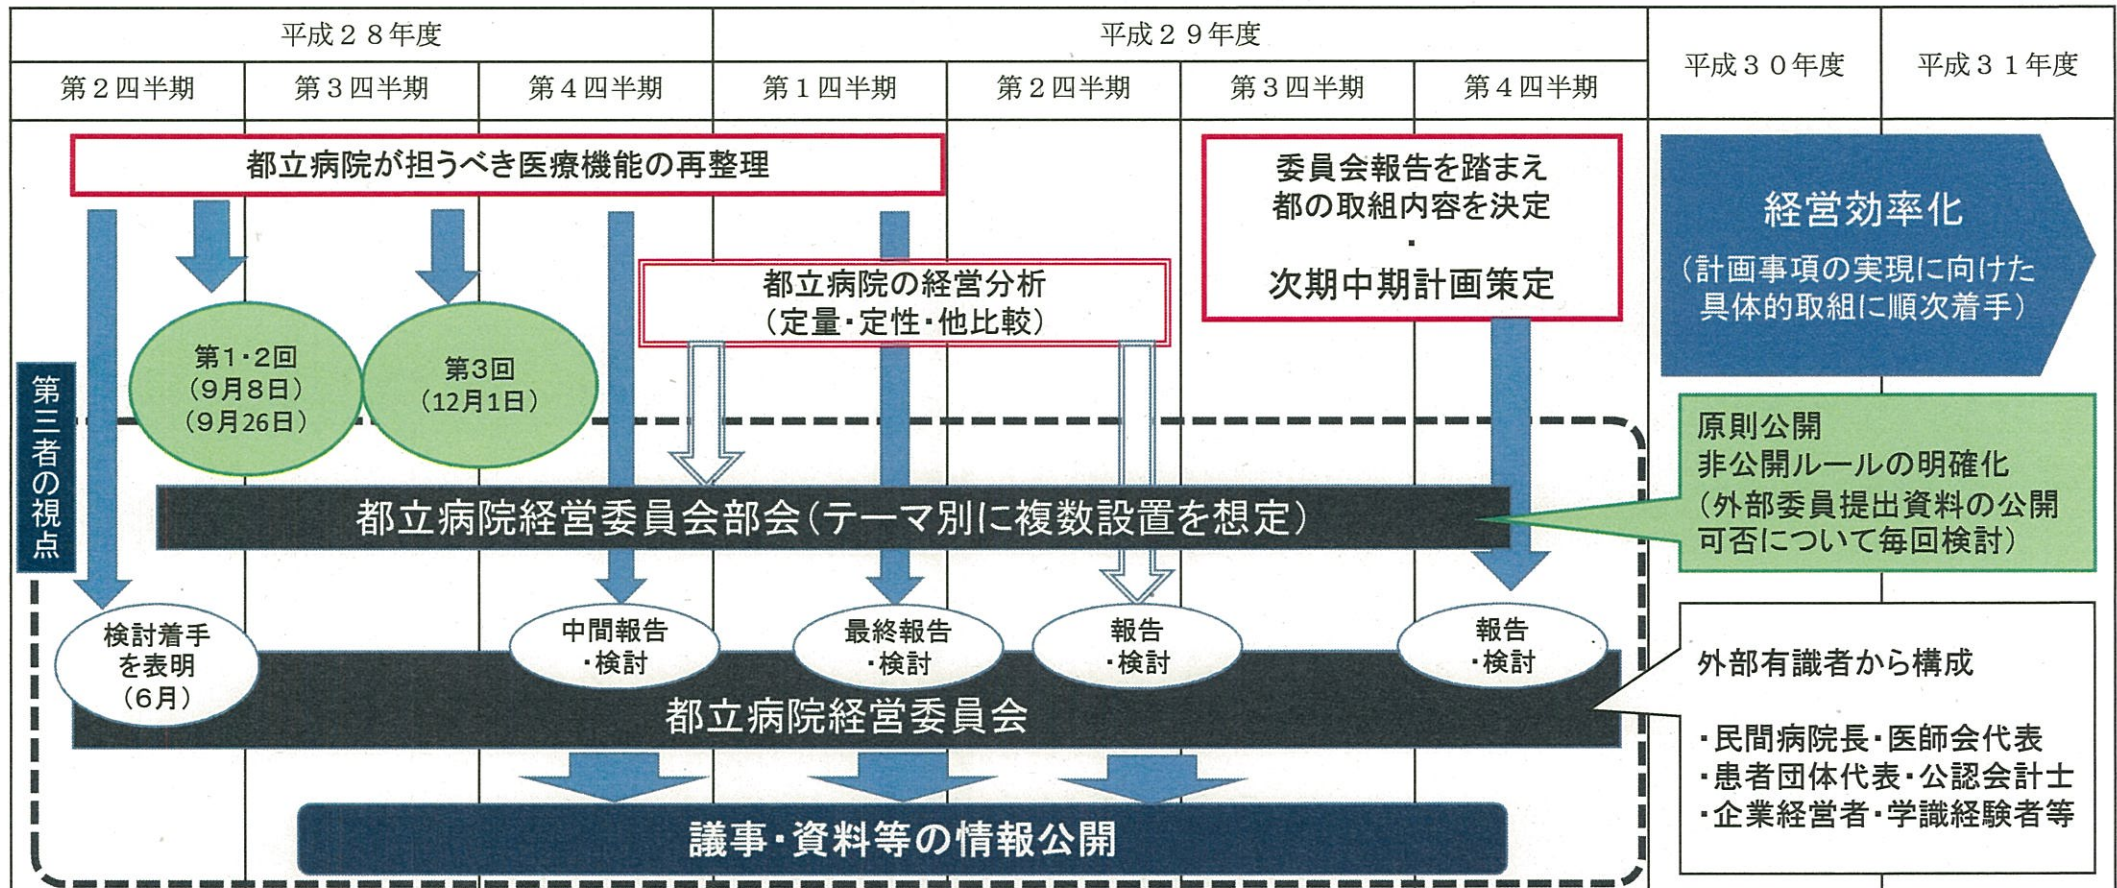 平成２８年度
平成２９年度
平成３０年度
平成３１年度
第２四半期
第３四半期
第４四半期
第１四半期
第２四半期
第３四半期
第４四半期
都立病院が担うべき医療機能の再整理
委員会報告を踏まえ
都の取組内容を決定
・
次期中期計画策定
経営効率化
（計画事項の実現に向けた
具体的取組に順次着手）
都立病院の経営分析
（定量・定性・他比較）
第１・２回
（９月８日）
（９月26日）
第３回
（12月１日）
第三者の視点
原則公開
非公開ルールの明確化
（外部委員提出資料の公開
可否について毎回検討）
都立病院経営委員会部会（テーマ別に複数設置を想定）
検討着手
を表明
（６月）
中間報告
・検討
最終報告
・検討
報告
・検討
報告
・検討
都立病院経営委員会
外部有識者から構成
・民間病院長・医師会代表
・患者団体代表・公認会計士
・企業経営者・学識経験者等
議事・資料等の情報公開